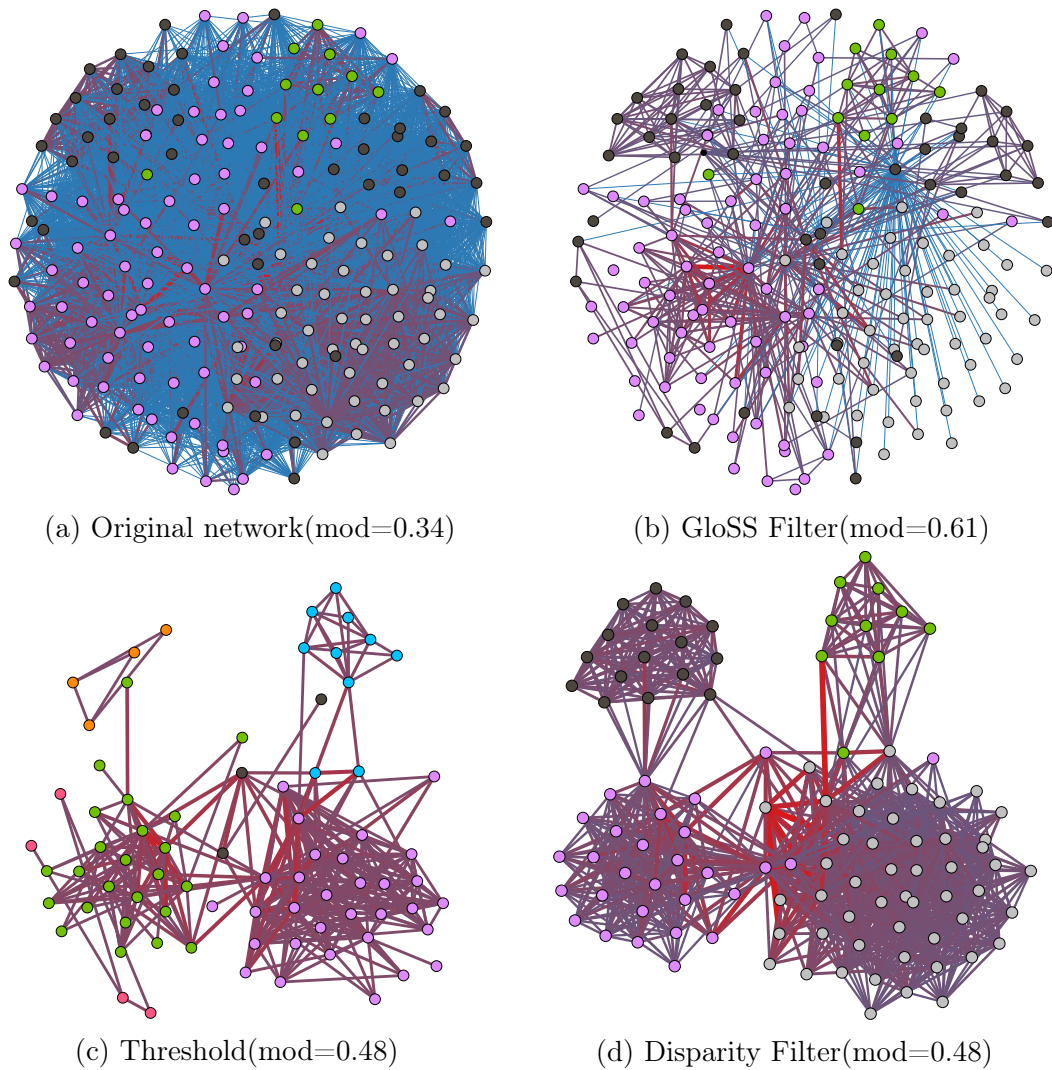 (a) Original network(mod=0.34)
(b) GloSS Filter(mod=0.61)
(c) Threshold(mod=0.48)
(d) Disparity Filter(mod=0.48)